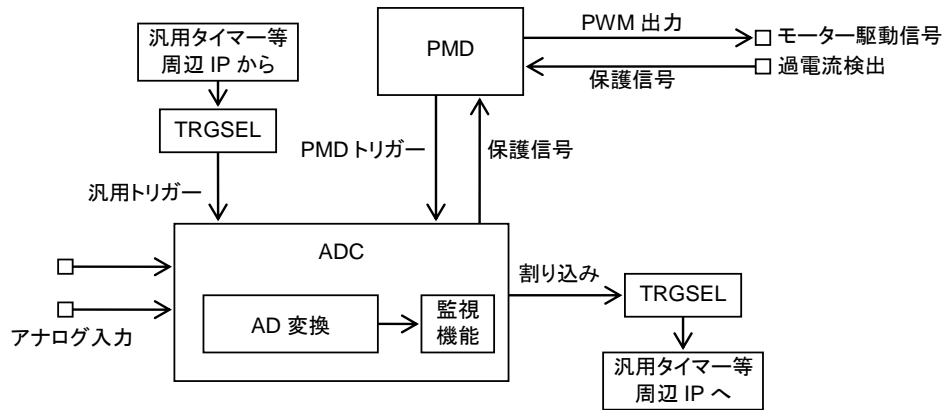 汎用タイマー等
周辺 IP から
TRGSEL
汎用トリガー
PMD
PWM 出力
モーター駆動信号
保護信号
過電流検出
PMD トリガー
保護信号
ADC
AD 変換
監視
機能
アナログ入力
割り込み
TRGSEL
汎用タイマー等
周辺 IP へ